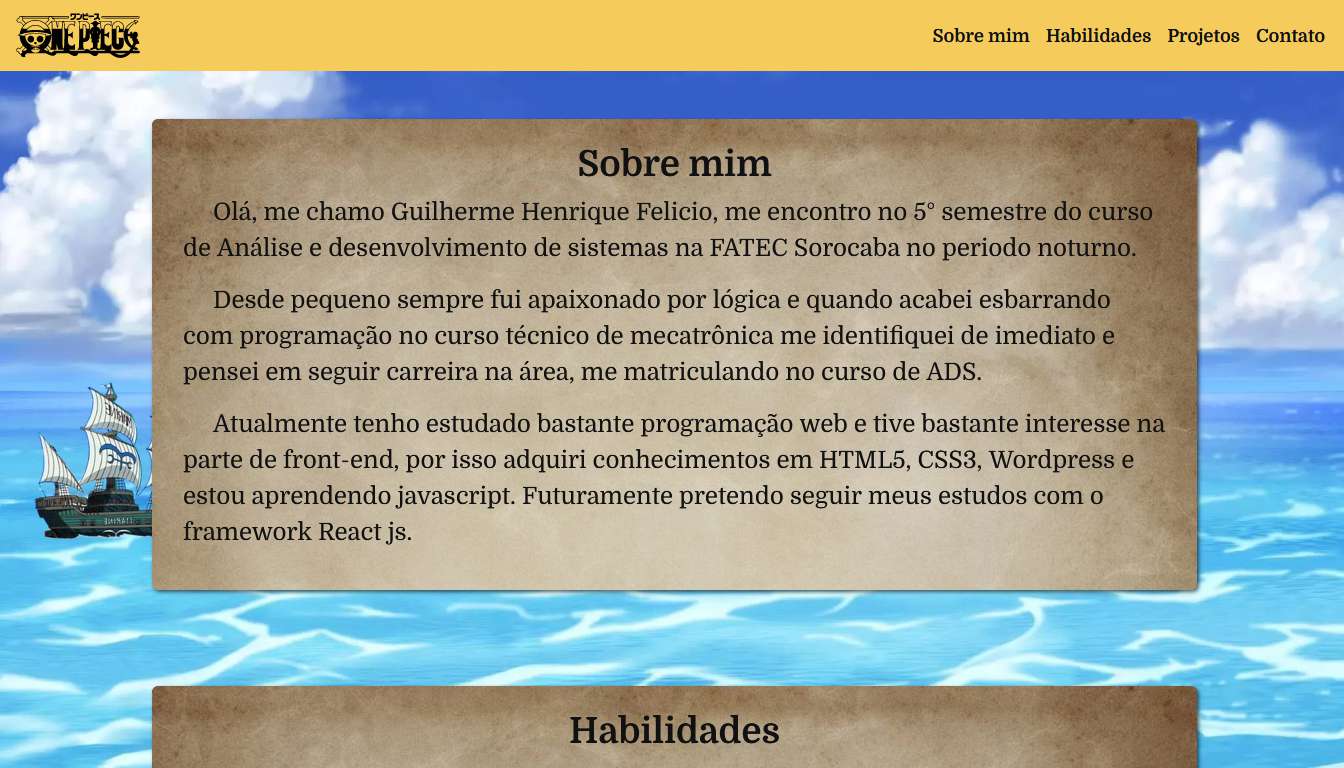 ワンピース
ONE PIECE
Sobre mim Habilidades Projetos Contato
Sobre mim
Olá, me chamo Guilherme Henrique Felicio, me encontro no 5° semestre do curso
de Análise e desenvolvimento de sistemas na FATEC Sorocaba no periodo noturno.
Desde pequeno sempre fui apaixonado por lógica e quando acabei esbarrando
com programação no curso técnico de mecatrônica me identifiquei de imediato e
pensei em seguir carreira na área, me matriculando no curso de ADS.
Atualmente tenho estudado bastante programação web e tive bastante interesse na
parte de front-end, por isso adquiri conhecimentos em HTML5, CSS3, Wordpress e
estou aprendendo javascript. Futuramente pretendo seguir meus estudos com o
framework React js.
MARINE
Habilidades